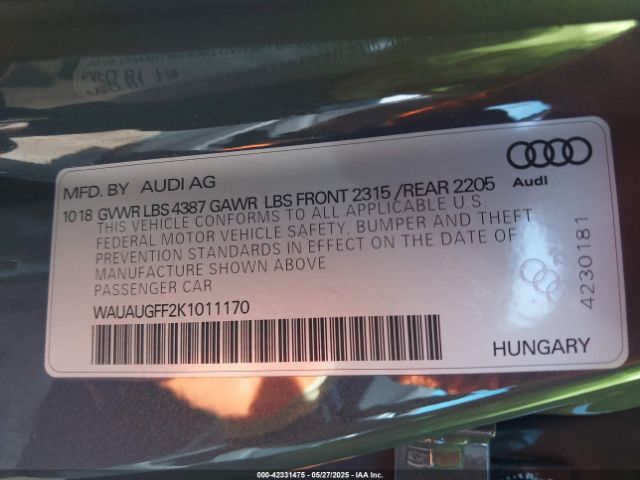 MFD. BY AUDI AG
1018 GVWR LBS 4387 GAWR LBS FRONT 2315 /REAR 2205
THIS VEHICLE CONFORMS TO ALL APPLICABLE U.S.
FEDERAL MOTOR VEHICLE SAFETY, BUMPER AND THEFT
PREVENTION STANDARDS IN EFFECT ON THE DATE OF
MANUFACTURE SHOWN ABOVE
PASSENGER CAR
WAUAUGFF2K1011170
Audi
4230181
HUNGARY
000-42331475 — 05/27/2025 — IAAI.com